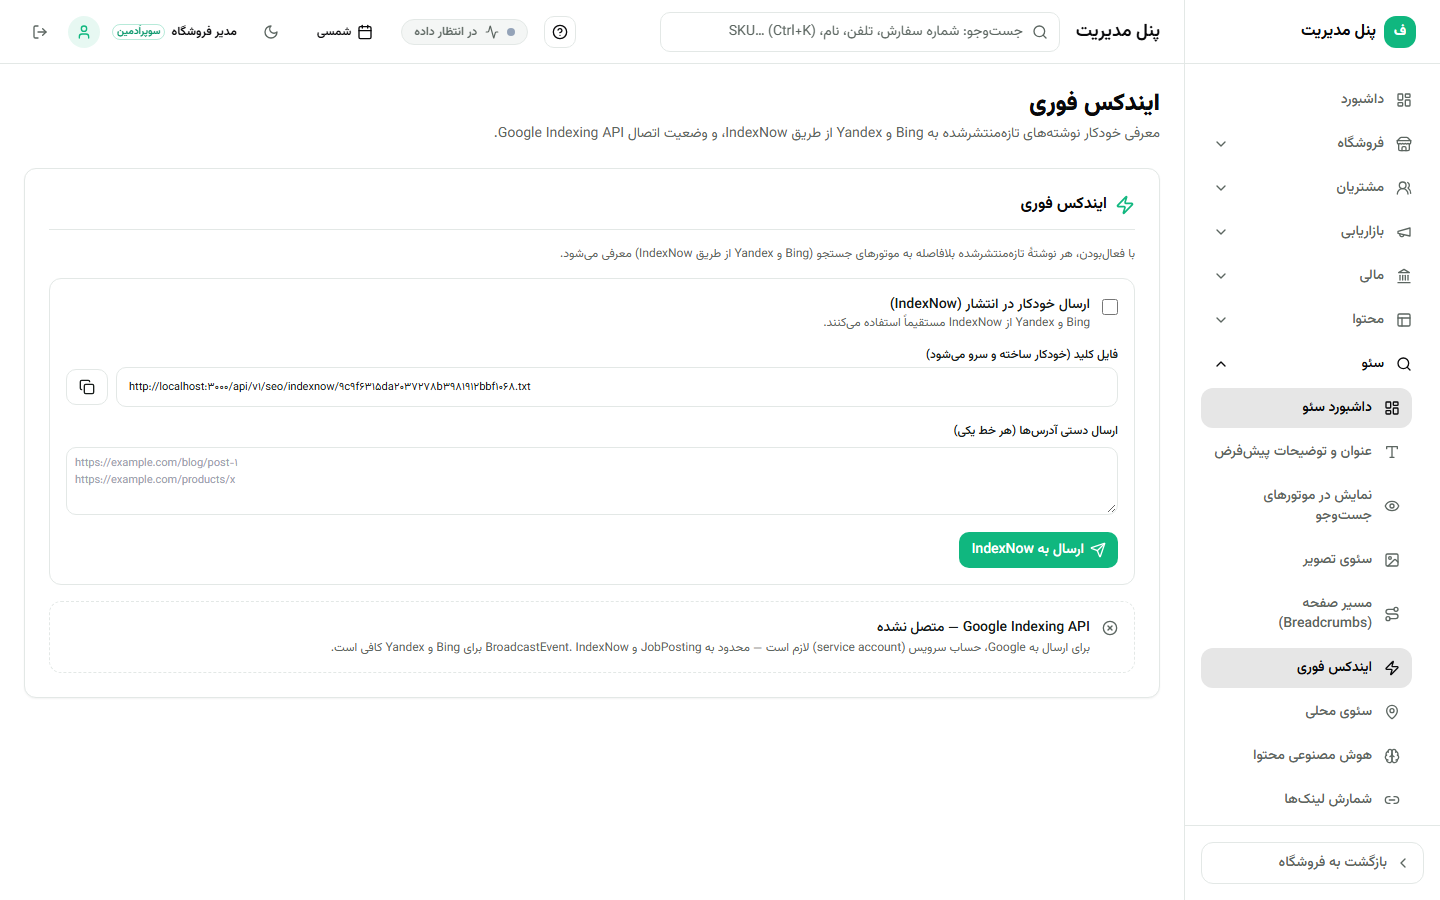 ف
پنل مدیریت
پنل مدیریت
جست‌وجو: شماره سفارش، تلفن، نام، SKU... (Ctrl+K)
در انتظار داده
شمسی
مدیر فروشگاه
سوپرادمین
داشبورد
فروشگاه
مشتریان
بازاریابی
مالی
محتوا
سئو
داشبورد سئو
عنوان و توضیحات پیش‌فرض
نمایش در موتورهای
جست‌وجو
سئوی تصویر
مسیر صفحه
(Breadcrumbs)
ایندکس فوری
سئوی محلی
هوش مصنوعی محتوا
شمارش لینک‌ها
بازگشت به فروشگاه
ایندکس فوری
معرفی خودکار نوشته‌های تازه‌منتشرشده به Bing و Yandex از طریق IndexNow، و وضعیت اتصال Google Indexing API.
ایندکس فوری
با فعال‌بودن، هر نوشتهٔ تازه‌منتشرشده بلافاصله به موتورهای جستجو (Bing و Yandex از طریق IndexNow) معرفی می‌شود.
ارسال خودکار در انتشار (IndexNow)
Bing و Yandex از IndexNow مستقیماً استفاده می‌کنند.
فایل کلید (خودکار ساخته و سرو می‌شود)
http://localhost:۳۰۰۰/api/v۱/seo/indexnow/۹c۹f۶۳۱۵da۲۰۳۷۲۷۸b۳۹۸۱۹۱۲bbf۱۰۶۸.txt
ارسال دستی آدرس‌ها (هر خط یکی)
https://example.com/blog/post-۱
https://example.com/products/x
ارسال به IndexNow
Google Indexing API — متصل نشده
برای ارسال به Google، حساب سرویس (service account) لازم است — محدود به JobPosting و BroadcastEvent. IndexNow برای Bing و Yandex کافی است.